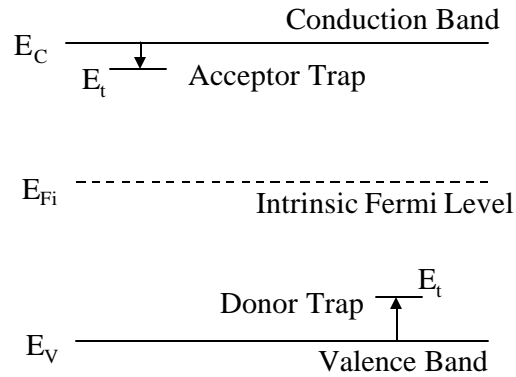 Conduction Band
E_C
E_t
Acceptor Trap
E_Fi
Intrinsic Fermi Level
E_t
Donor Trap
E_V
Valence Band